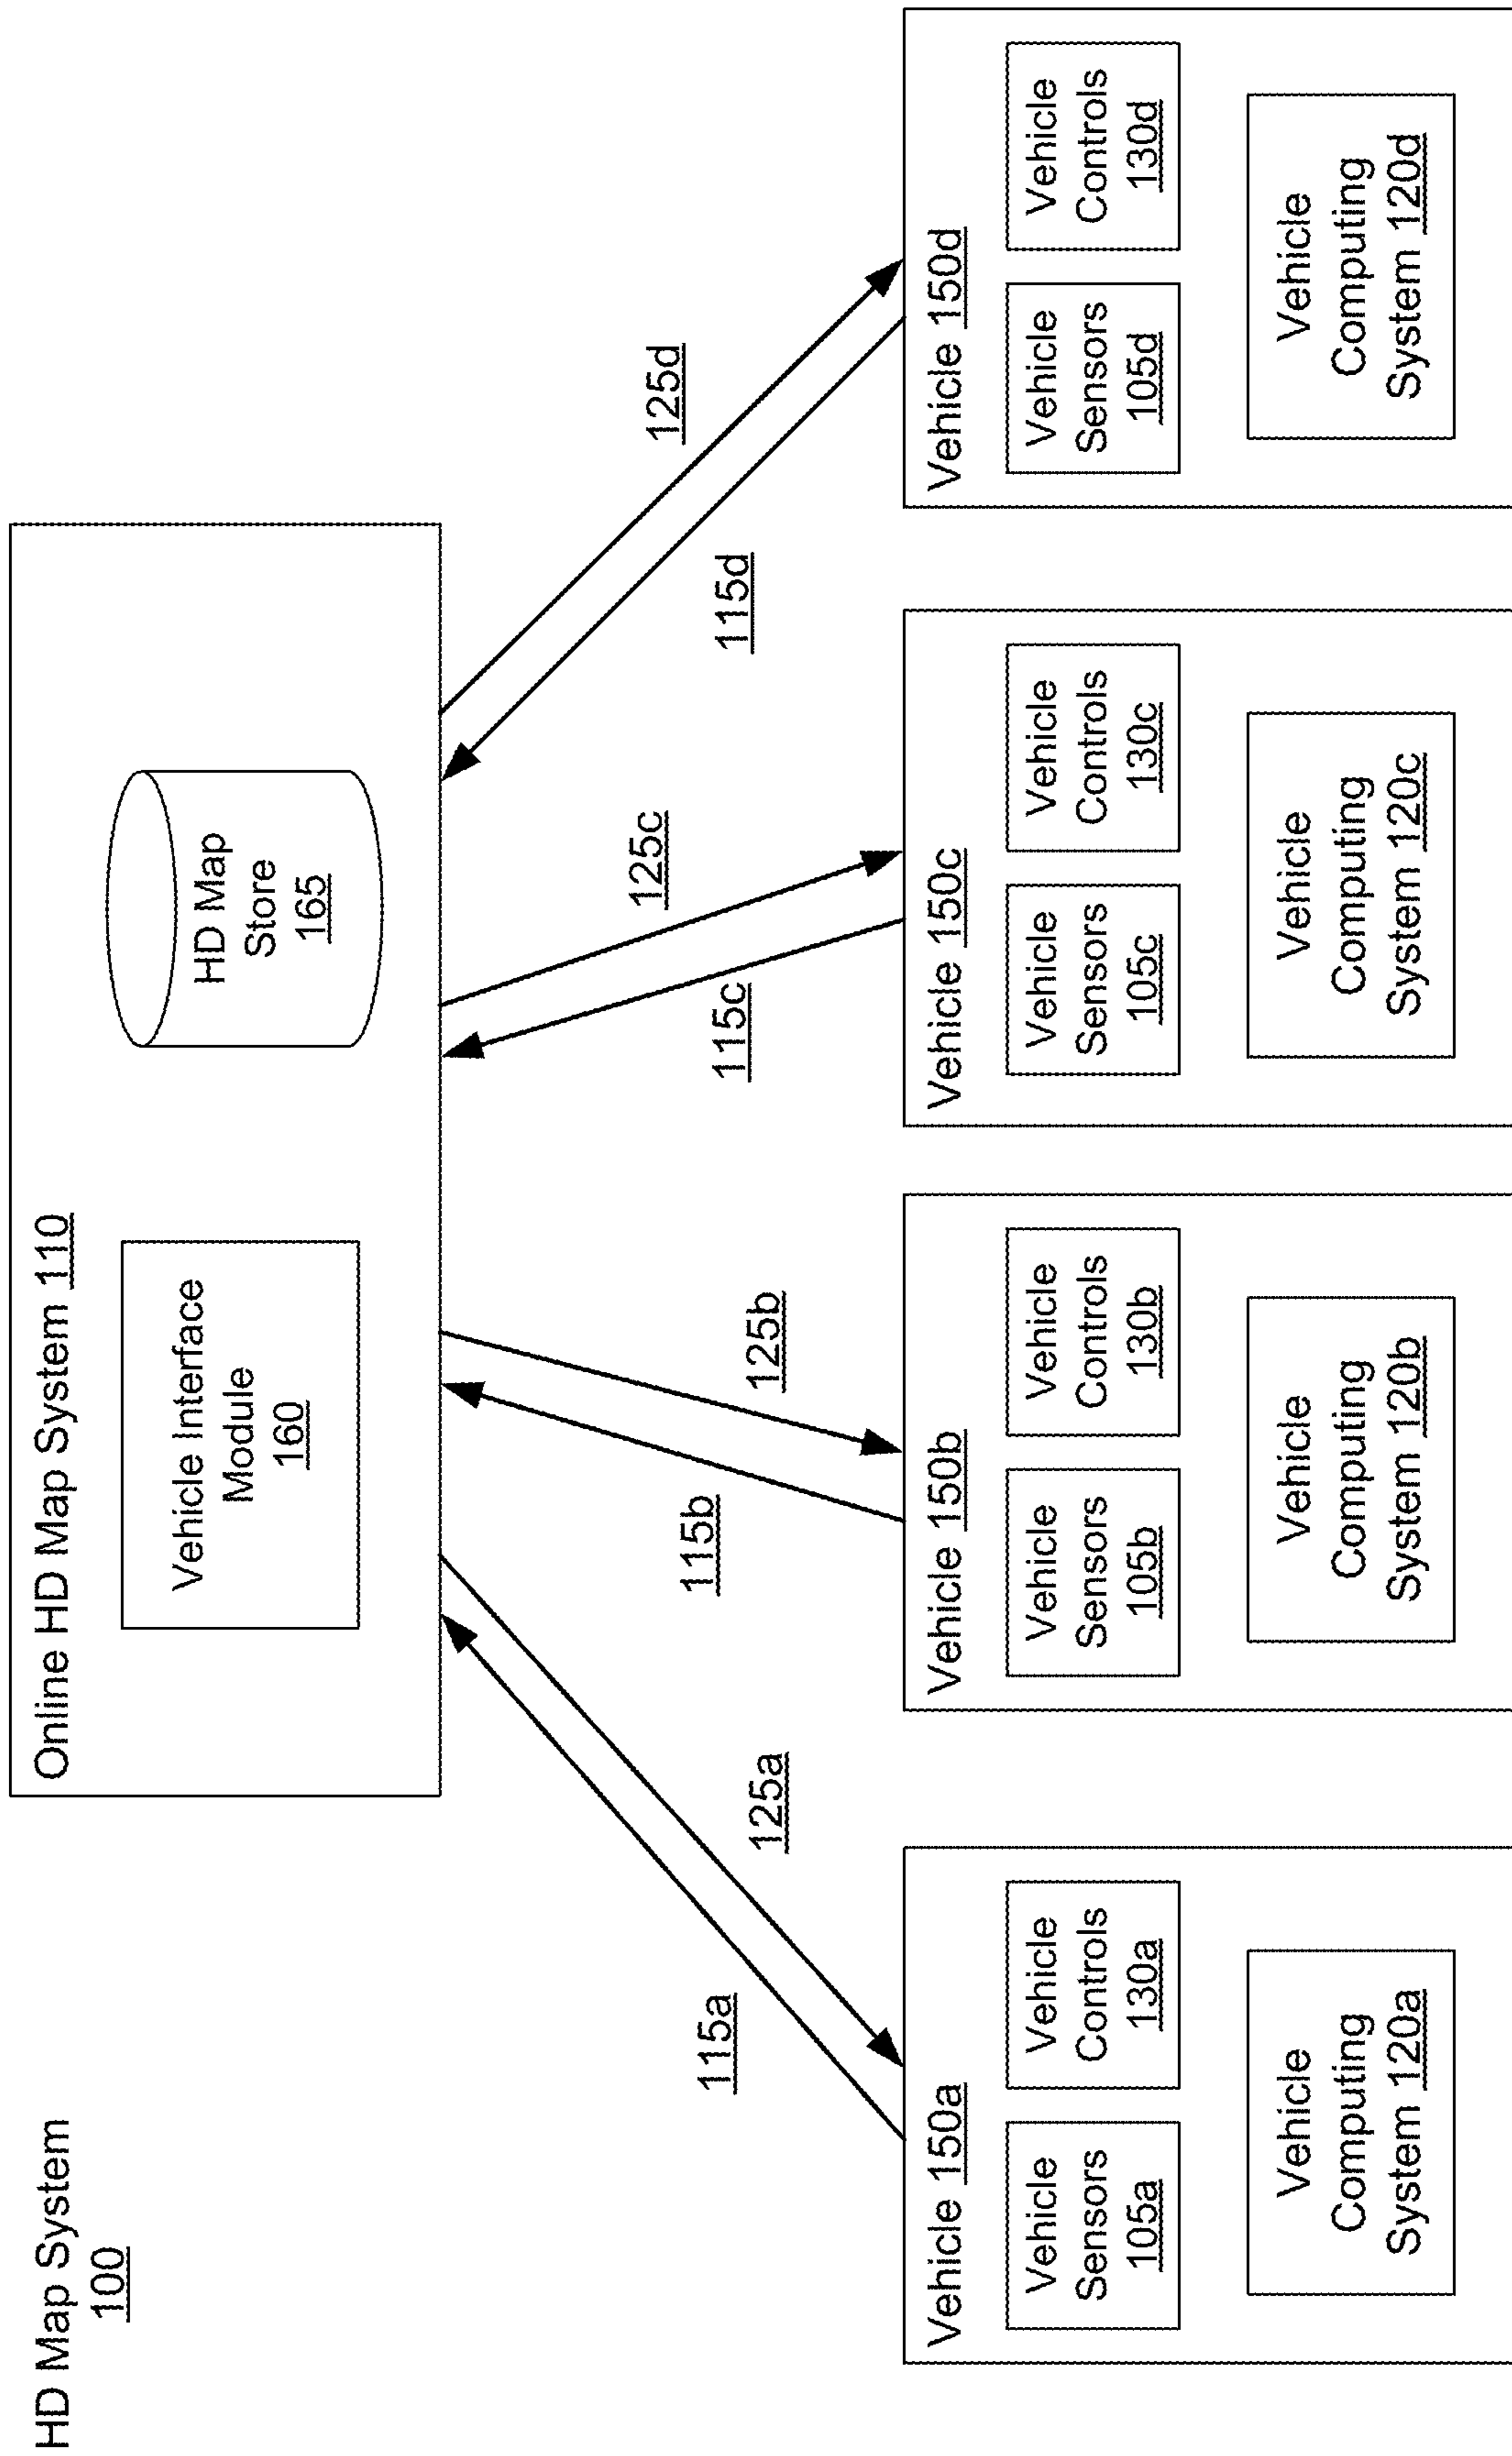 HD Map System
100
Online HD Map System 110
Vehicle Interface
Module
160
HD Map
Store
165
115a
125a
115b
125b
115c
125c
115d
125d
Vehicle 150a
Vehicle
Sensors
105a
Vehicle
Controls
130a
Vehicle
Computing
System 120a
Vehicle 150b
Vehicle
Sensors
105b
Vehicle
Controls
130b
Vehicle
Computing
System 120b
Vehicle 150c
Vehicle
Sensors
105c
Vehicle
Controls
130c
Vehicle
Computing
System 120c
Vehicle 150d
Vehicle
Sensors
105d
Vehicle
Controls
130d
Vehicle
Computing
System 120d